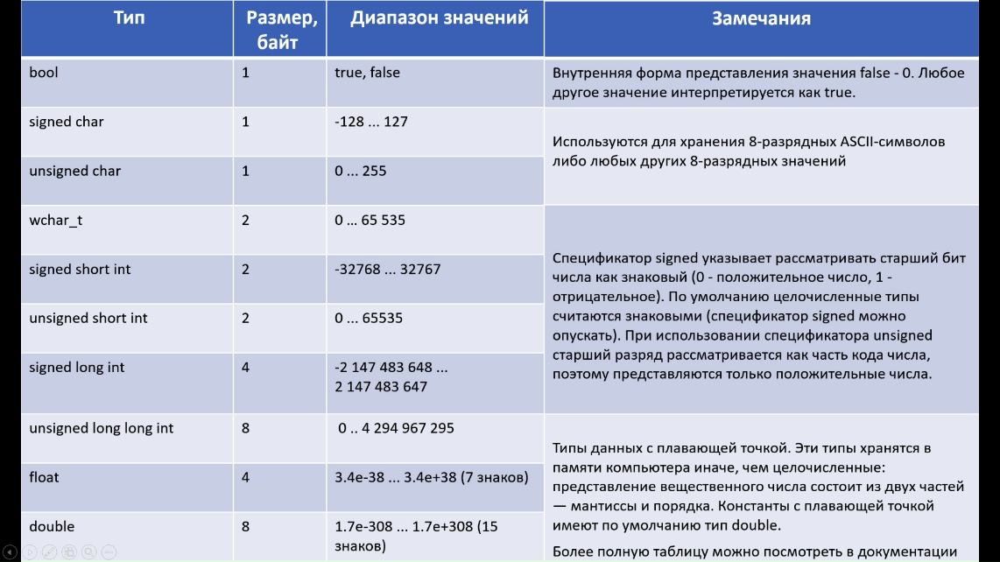 Тип
Размер,
байт
Диапазон значений
Замечания
bool
1
true, false
Внутренняя форма представления значения false - 0. Любое
другое значение интерпретируется как true.
signed char
1
-128 ... 127
Используются для хранения 8-разрядных ASCII-символов
либо любых других 8-разрядных значений
unsigned char
1
0 ... 255
wchar_t
2
0 ... 65 535
Спецификатор signed указывает рассматривать старший бит
числа как знаковый (0 - положительное число, 1 -
отрицательное). По умолчанию целочисленные типы
считаются знаковыми (спецификатор signed можно
опускать). При использовании спецификатора unsigned
старший разряд рассматривается как часть кода числа,
поэтому представляются только положительные числа.
signed short int
2
-32768 ... 32767
unsigned short int
2
0 ... 65535
signed long int
4
-2 147 483 648 ...
2 147 483 647
unsigned long long int
8
0 .. 4 294 967 295
Типы данных с плавающей точкой. Эти типы хранятся в
памяти компьютера иначе, чем целочисленные:
представление вещественного числа состоит из двух частей
— мантиссы и порядка. Константы с плавающей точкой
имеют по умолчанию тип double.
Более полную таблицу можно посмотреть в документации
float
4
3.4e-38 ... 3.4e+38 (7 знаков)
double
8
1.7e-308 ... 1.7e+308 (15
знаков)